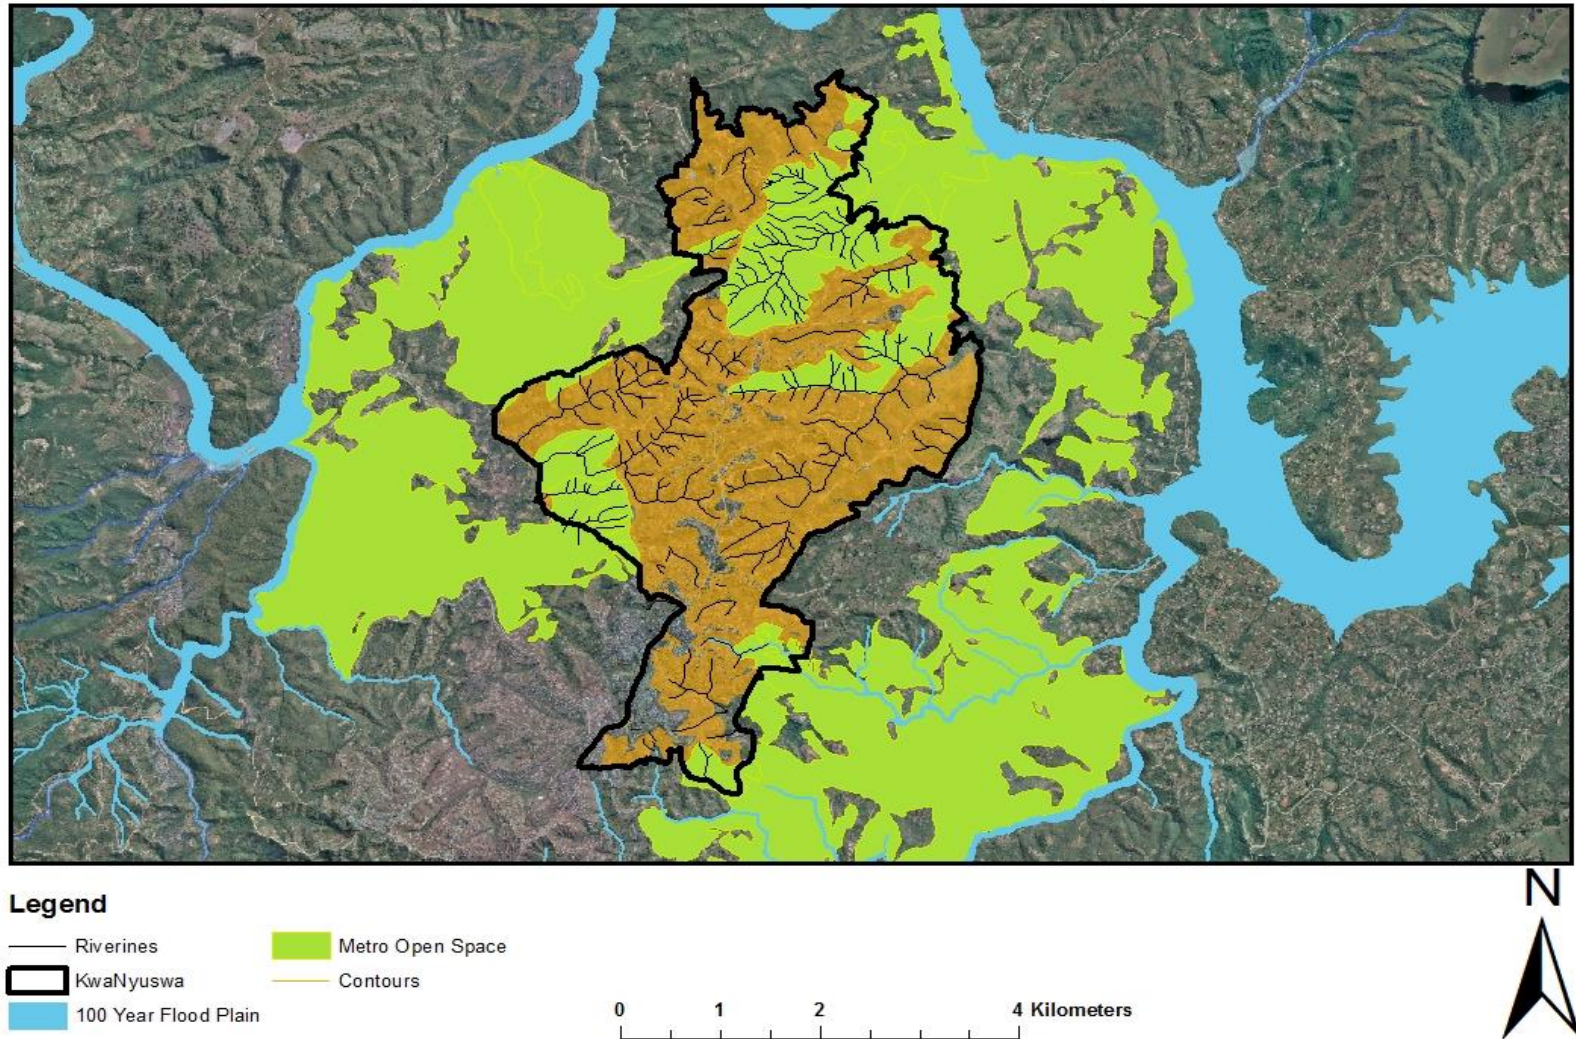 Legend
Riverines
KwaNyuswa
100 Year Flood Plain
Metro Open Space
Contours
0 1 2 4 Kilometers
N